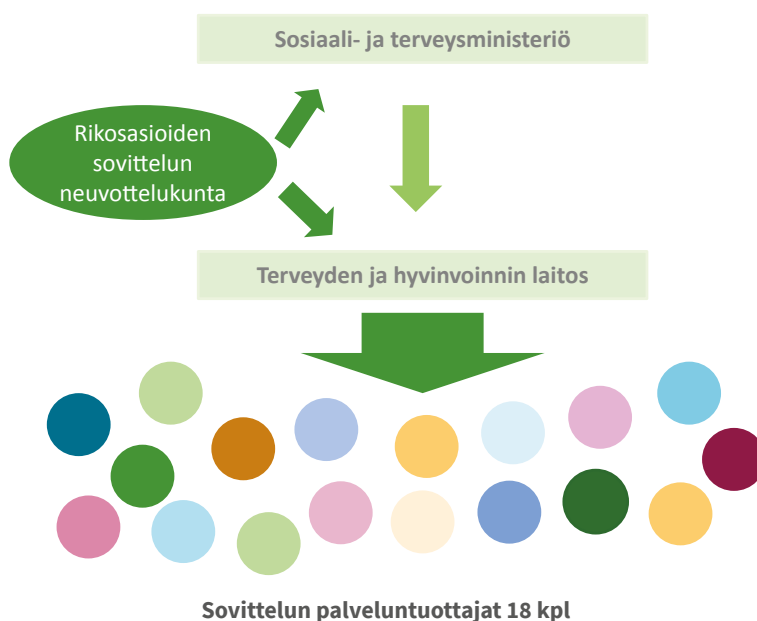 Sosiaali- ja terveysministeriö
Rikosasioiden
sovittelun
neuvottelukunta
Terveyden ja hyvinvoinnin laitos
Sovittelun palveluntuottajat 18 kpl